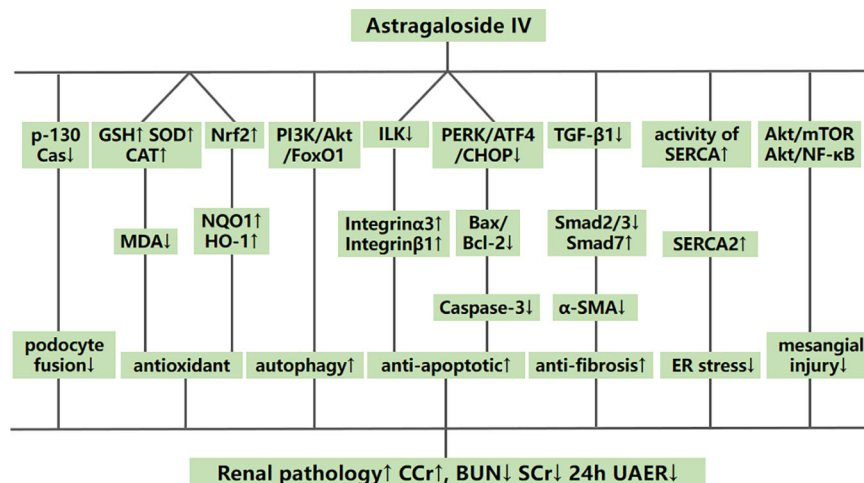 Astragaloside IV
p-130
Cas↓
GSH↑ SOD↑
CAT↑
Nrf2↑
PI3K/Akt
/FoxO1
ILK↓
PERK/ATF4
/CHOP↓
TGF-β1↓
activity of
SERCA↑
Akt/mTOR
Akt/NF-κB
MDA↓
NQO1↑
HO-1↑
Integrinα3↑
Integrinβ1↑
Bax/
Bcl-2↓
Smad2/3↓
Smad7↑
SERCA2↑
Caspase-3↓
α-SMA↓
podocyte
fusion↓
antioxidant
autophagy↑
anti-apoptotic↑
anti-fibrosis↑
ER stress↓
mesangial
injury↓
Renal pathology↑ CCr↑, BUN↓ SCr↓ 24h UAER↓